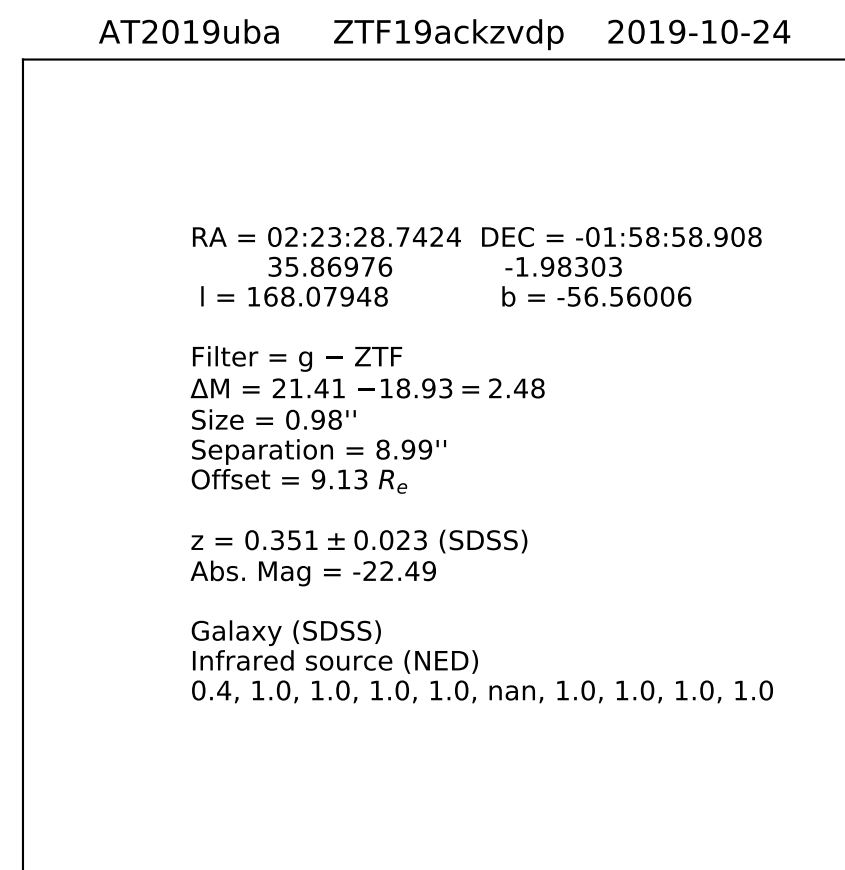 AT2019uba ZTF19ackzvdp 2019-10-24
RA = 02:23:28.7424 DEC = -01:58:58.908
35.86976 -1.98303
l = 168.07948 b = -56.56006
Filter = g − ZTF
ΔM = 21.41 −18.93 = 2.48
Size = 0.98''
Separation = 8.99''
Offset = 9.13 Rₑ
z = 0.351 ± 0.023 (SDSS)
Abs. Mag = -22.49
Galaxy (SDSS)
Infrared source (NED)
0.4, 1.0, 1.0, 1.0, 1.0, nan, 1.0, 1.0, 1.0, 1.0